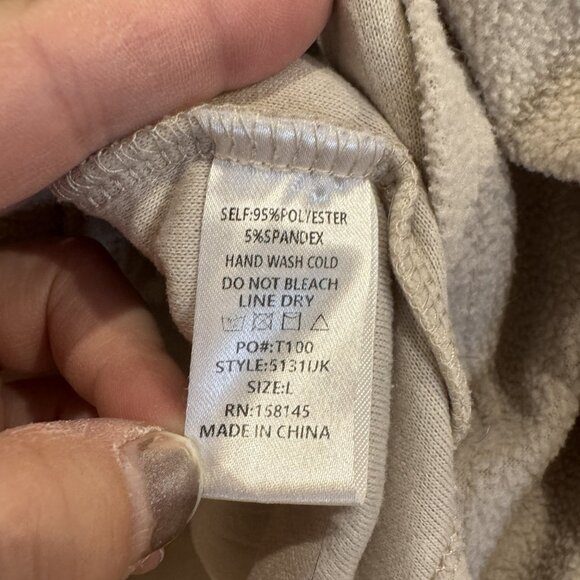 SELF:95%POLYESTER
5%SPANDEX
HAND WASH COLD
DO NOT BLEACH
LINE DRY
PO#:T100
STYLE:5131IJK
SIZE:L
RN:158145
MADE IN CHINA